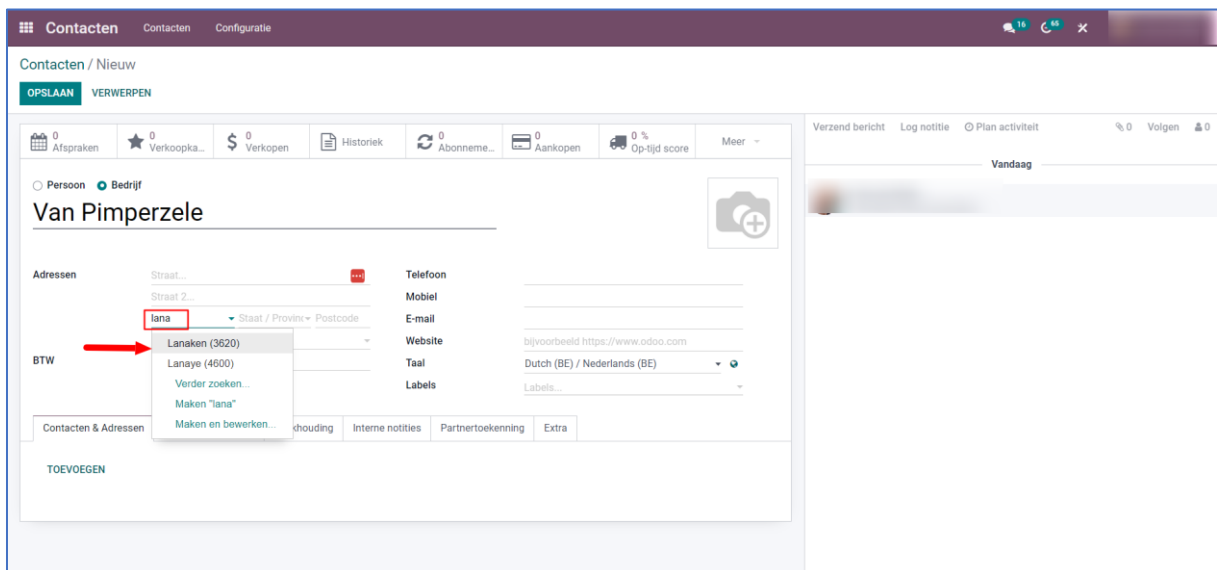 Contacten Contacten Configuratie 16 65
Contacten / Nieuw
OPSLAAN VERWERPEN
0 Afspraken
0 Verkoopka...
0 Verkopen
Historiek
0 Abonneme...
0 Aankopen
0 % Op-tijd score
Meer
Verzend bericht Log notitie Plan activiteit 0 Volgen 0
Vandaag
Persoon Bedrijf
Van Pimperzele
Adressen
Straat...
Straat 2...
lana Staat / Provinc Postcode
Lanaken (3620)
Lanaye (4600)
Verder zoeken...
Maken "lana"
Maken en bewerken...
BTW
Telefoon
Mobiel
E-mail
Website bijvoorbeeld https://www.odoo.com
Taal Dutch (BE) / Nederlands (BE)
Labels Labels...
Contacten & Adressen khouding Interne notities Partnertoekenning Extra
TOEVOEGEN